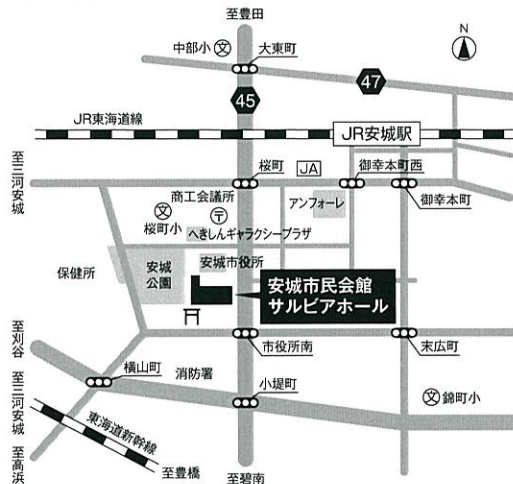 至豊田
中部小 文
大東町
N
47
45
JR東海道線
JR安城駅
至三河安城
桜町
JA
御幸本町西
商工会議所
アンフォーレ
御幸本町
文
桜町小
〒
へきしんギャラクシープラザ
保健所
安城
公園
安城市役所
安城市民会館
サルビアホール
至刈谷
市役所南
末広町
横山町
消防署
小堤町
文 錦町小
至三河安城
東海道新幹線
至高浜
至豊橋
至碧南